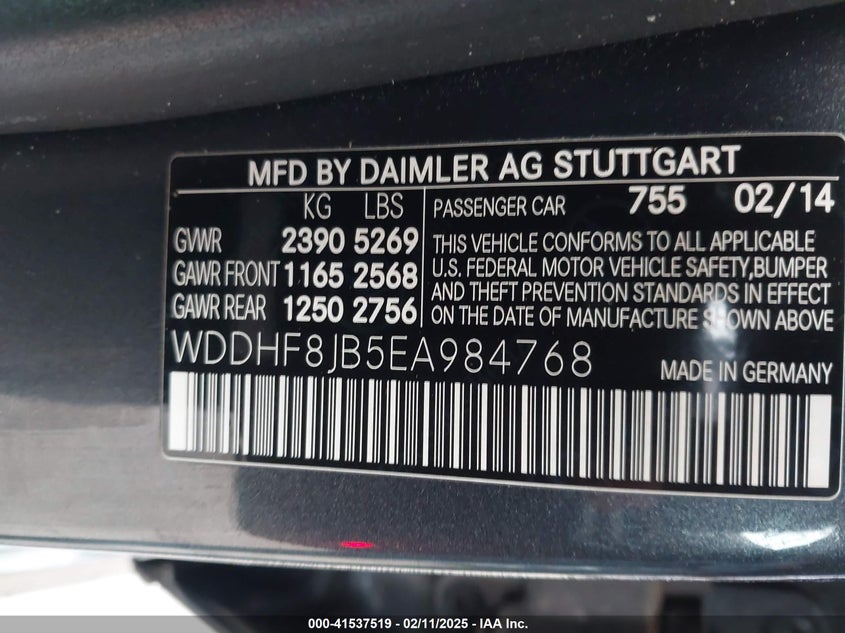 MFD BY DAIMLER AG STUTTGART
KG LBS
GVWR 2390 5269
GAWR FRONT 1165 2568
GAWR REAR 1250 2756
PASSENGER CAR 755 02/14
THIS VEHICLE CONFORMS TO ALL APPLICABLE
U.S. FEDERAL MOTOR VEHICLE SAFETY,BUMPER
AND THEFT PREVENTION STANDARDS IN EFFECT
ON THE DATE OF MANUFACTURE SHOWN ABOVE
WDDHF8JB5EA984768
MADE IN GERMANY
000-41537519 - 02/11/2025 - IAA Inc.